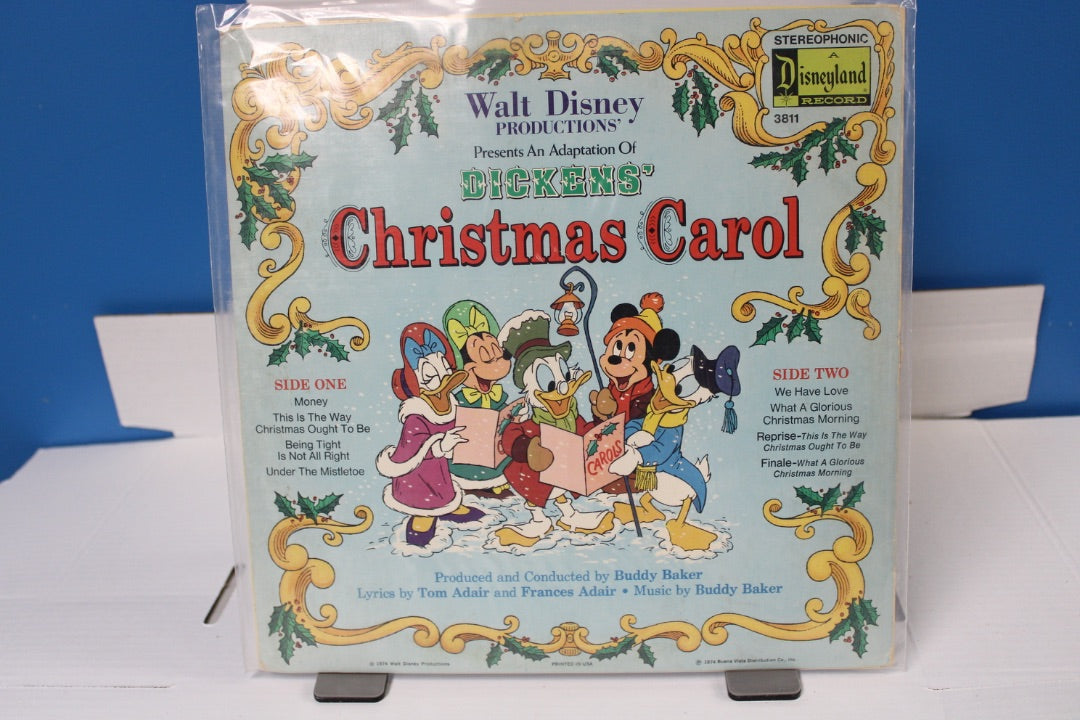 STEREOPHONIC
A
Disneyland
RECORD
3811
Walt Disney
PRODUCTIONS'
Presents An Adaptation Of
DICKENS'
Christmas Carol
SIDE ONE
Money
This Is The Way
Christmas Ought To Be
Being Tight
Is Not All Right
Under The Mistletoe
CAROLS
SIDE TWO
We Have Love
What A Glorious
Christmas Morning
Reprise-This Is The Way
Christmas Ought To Be
Finale-What A Glorious
Christmas Morning
Produced and Conducted by Buddy Baker
Lyrics by Tom Adair and Frances Adair • Music by Buddy Baker
© 1974 Walt Disney Productions
PRINTED IN USA
℗ 1974 Buena Vista Distribution Co., Inc.